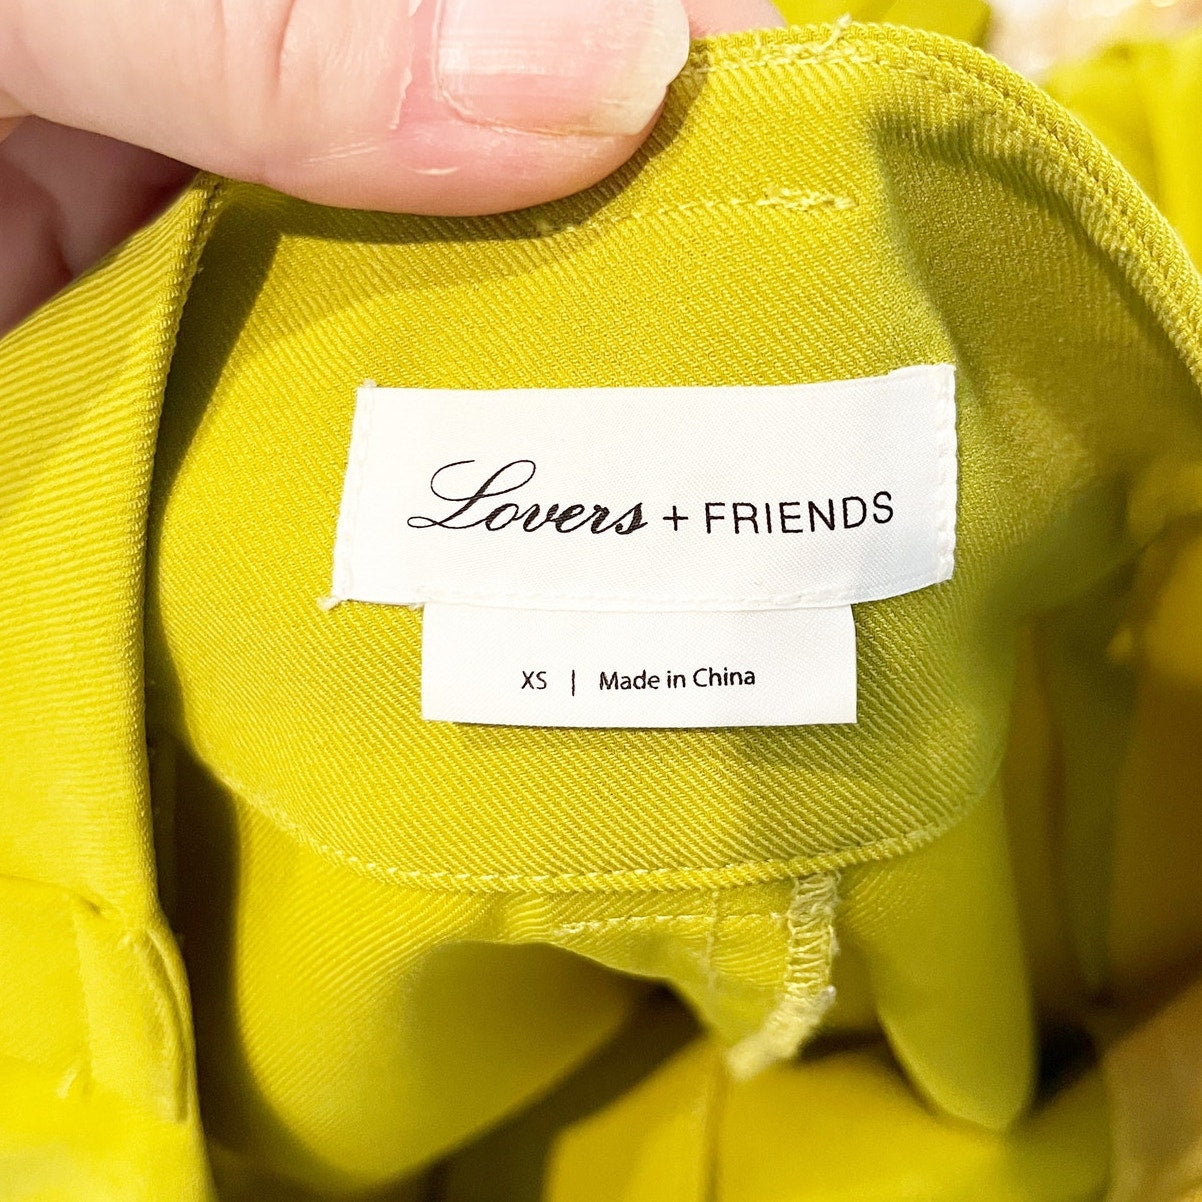 Lovers + FRIENDS
XS | Made in China